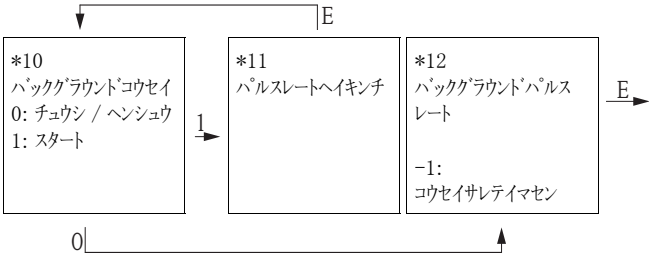 E
*10
バックグラウンドコウセイ
0: チュウシ / ヘンシュウ
1: スタート
1
*11
パルスレートヘイキンチ
*12
バックグラウンドパルス
レート
-1:
コウセイサレテイマセン
E
0